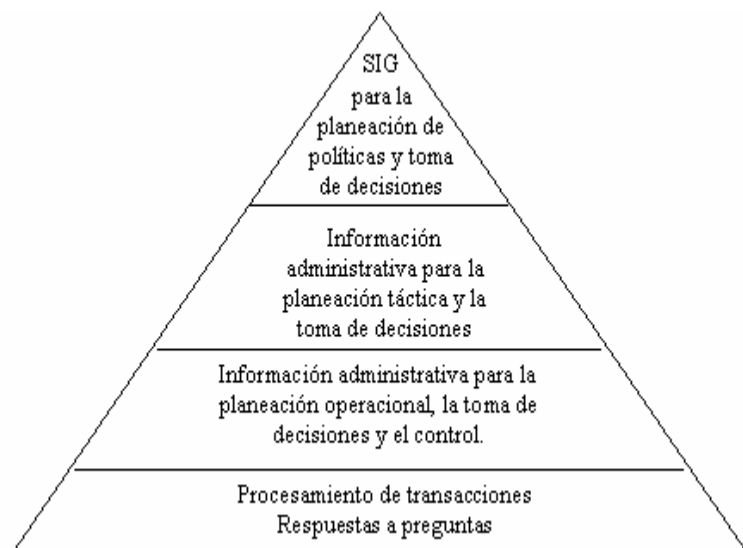 SIG
para la
planeación de
políticas y toma
de decisiones
Información
administrativa para la
planeación táctica y la
toma de decisiones
Información administrativa para la
planeación operacional, la toma de
decisiones y el control.
Procesamiento de transacciones
Respuestas a preguntas